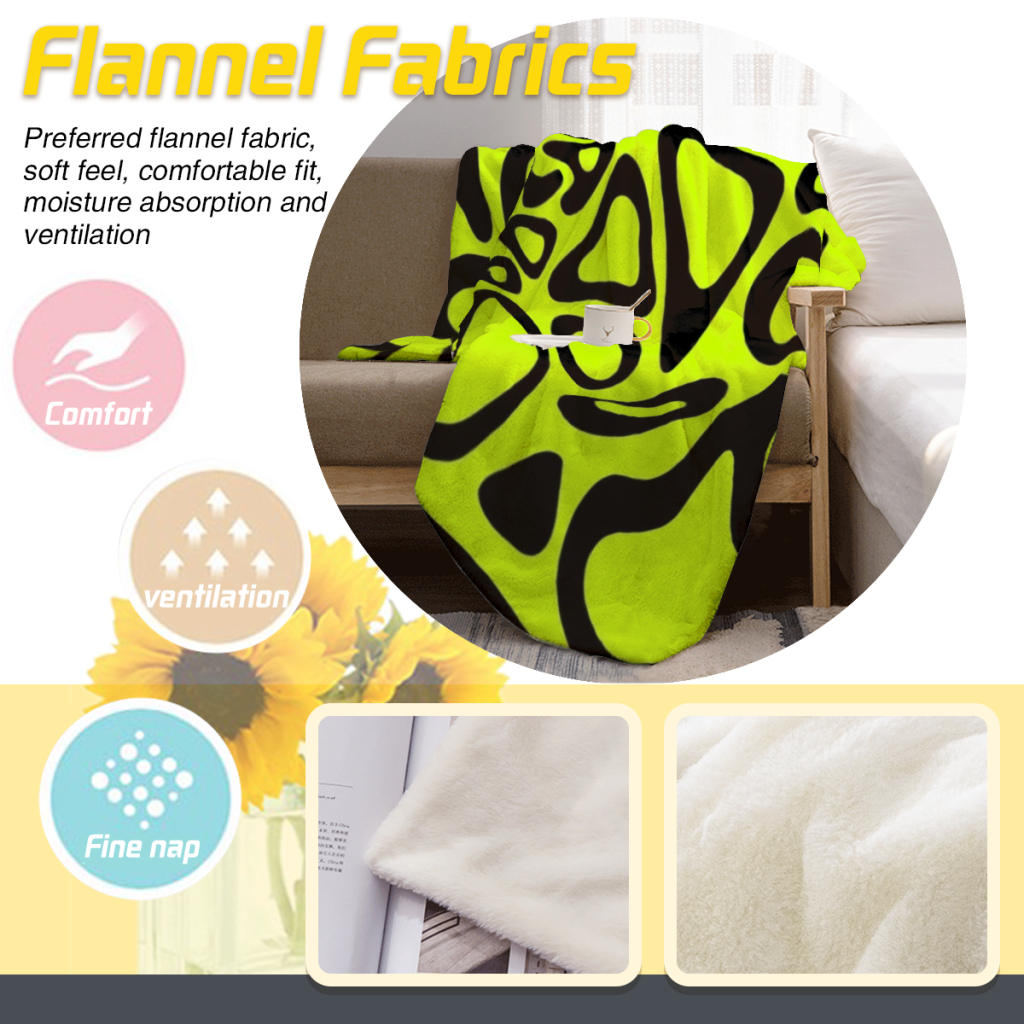 Flannel Fabrics
Preferred flannel fabric,
soft feel, comfortable fit,
moisture absorption and
ventilation
Comfort
ventilation
Fine nap